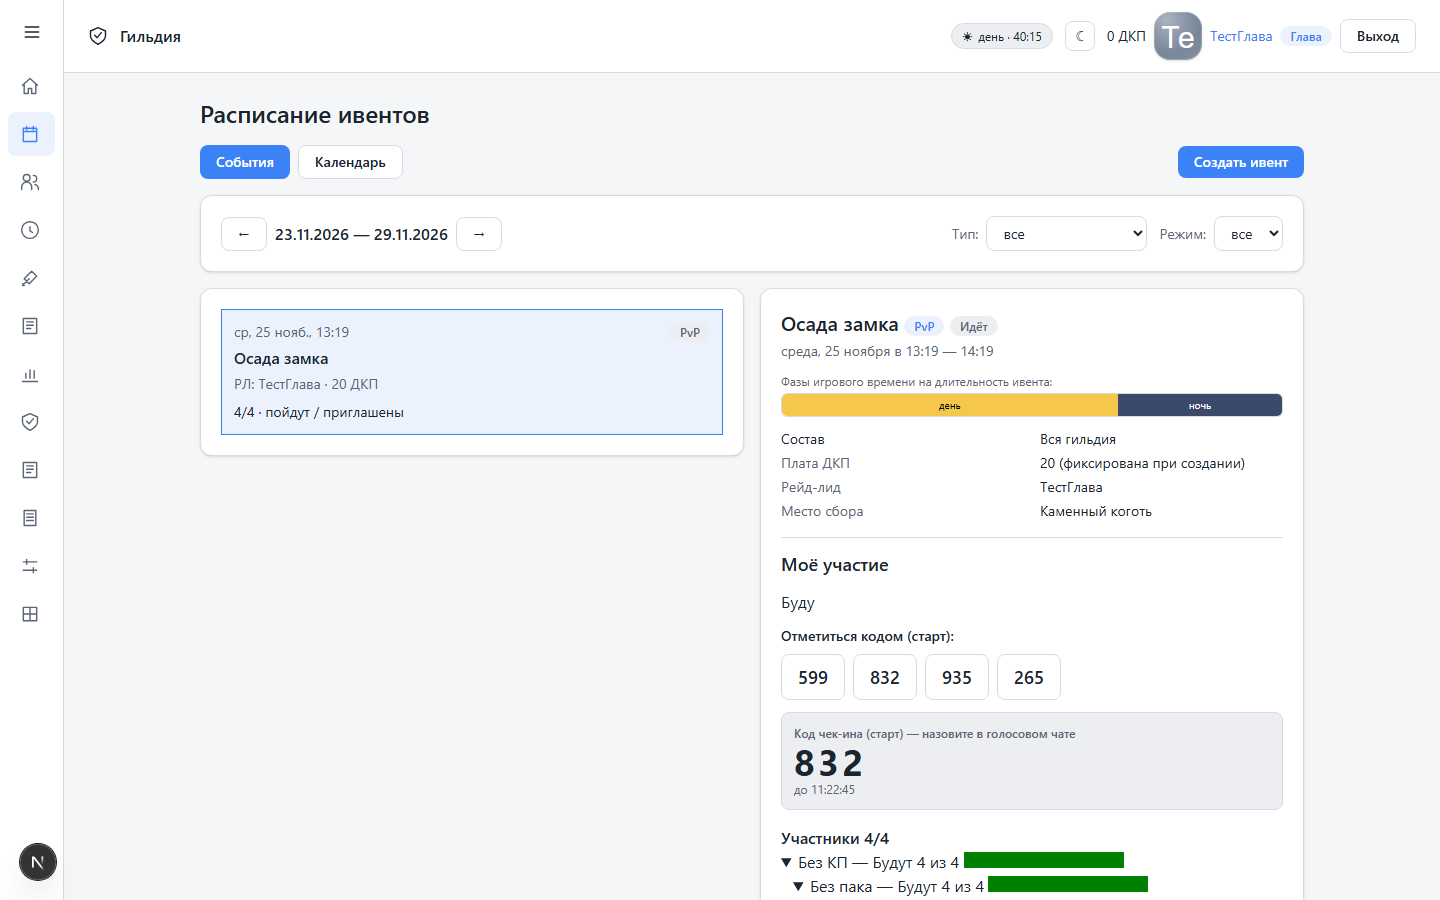 Гильдия
день · 40:15
0 ДКП
Te
ТестГлава
Глава
Выход
Расписание ивентов
События
Календарь
Создать ивент
←
23.11.2026 — 29.11.2026
→
Тип:
все
Режим:
все
ср, 25 нояб., 13:19
PvP
Осада замка
РЛ: ТестГлава · 20 ДКП
4/4 · пойдут / приглашены
Осада замка PvP Идёт
среда, 25 ноября в 13:19 — 14:19
Фазы игрового времени на длительность ивента:
день
ночь
Состав Вся гильдия
Плата ДКП 20 (фиксирована при создании)
Рейд-лид ТестГлава
Место сбора Каменный коготь
Моё участие
Буду
Отметиться кодом (старт):
599 832 935 265
Код чек-ина (старт) — назовите в голосовом чате
832
до 11:22:45
Участники 4/4
▼ Без КП — Будут 4 из 4
▼ Без пака — Будут 4 из 4
N